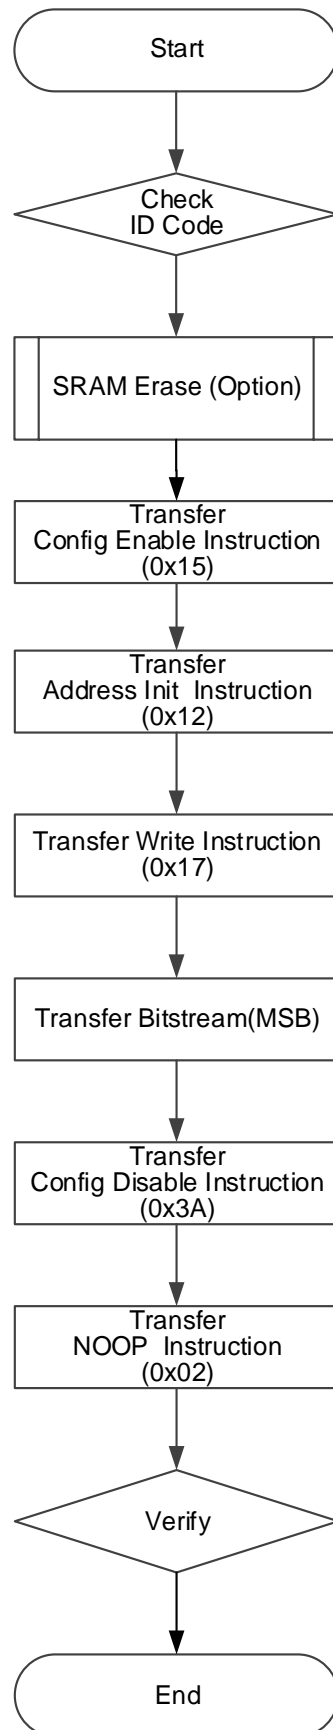 Start
Check
ID Code
SRAM Erase (Option)
Transfer
Config Enable Instruction
(0x15)
Transfer
Address Init  Instruction
(0x12)
Transfer Write Instruction
(0x17)
Transfer Bitstream(MSB)
Transfer
Config Disable Instruction
(0x3A)
Transfer
NOOP  Instruction
(0x02)
Verify
End